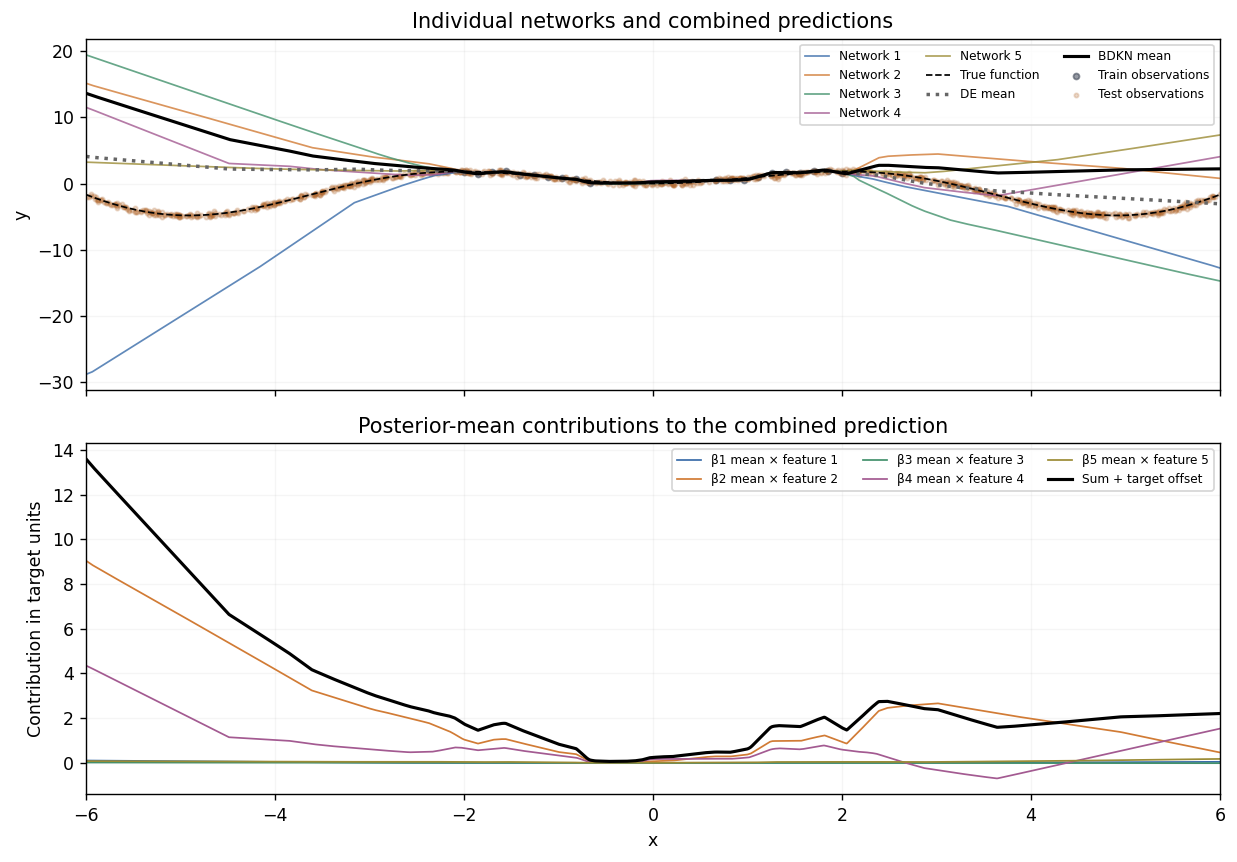 Individual networks and combined predictions
20
10
0
−10
−20
−30
y
Network 1
Network 2
Network 3
Network 4
Network 5
True function
DE mean
BDKN mean
Train observations
Test observations
Posterior-mean contributions to the combined prediction
14
12
10
8
6
4
2
0
Contribution in target units
β1 mean × feature 1
β2 mean × feature 2
β3 mean × feature 3
β4 mean × feature 4
β5 mean × feature 5
Sum + target offset
−6
−4
−2
0
2
4
6
x